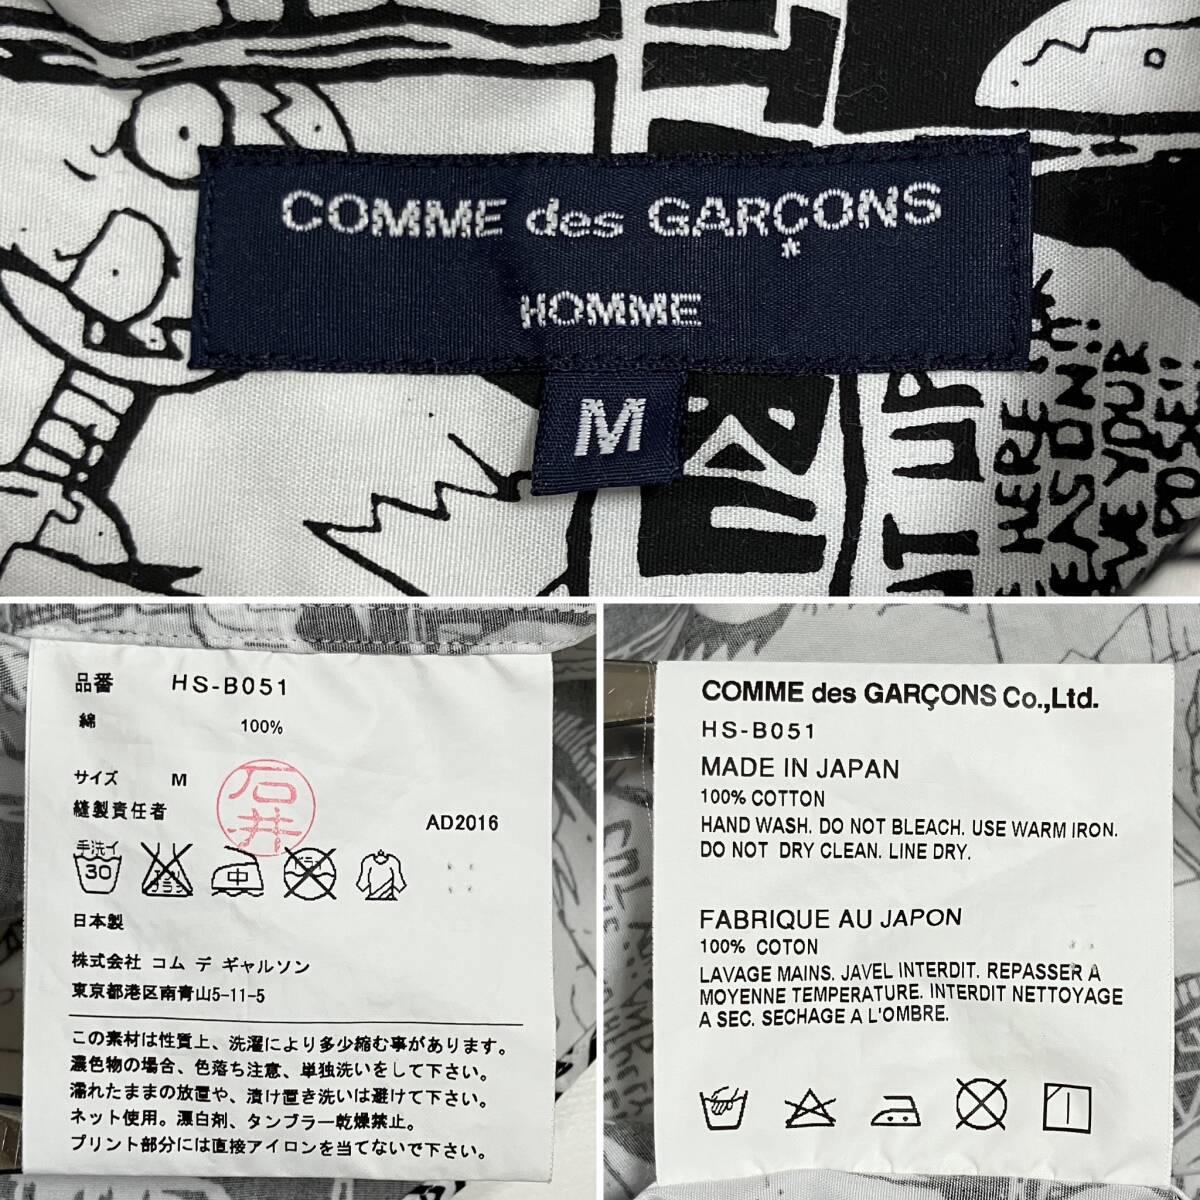 COMME des GARÇONS
*
HOMME
M
HERE
品番 HS-B051
綿 100%
サイズ M
縫製責任者
石井
AD2016
手洗イ
30
中
日本製
株式会社 コム デ ギャルソン
東京都港区南青山5-11-5
この素材は性質上、洗濯により多少縮む事があります。
濃色物の場合、色落ち注意、単独洗いをして下さい。
濡れたままの放置や、漬け置き洗いは避けて下さい。
ネット使用。漂白剤、タンブラー乾燥禁止。
プリント部分には直接アイロンを当てないで下さい。
COMME des GARÇONS Co.,Ltd.
HS-B051
MADE IN JAPAN
100% COTTON
HAND WASH. DO NOT BLEACH. USE WARM IRON.
DO NOT DRY CLEAN. LINE DRY.
FABRIQUE AU JAPON
100% COTON
LAVAGE MAINS. JAVEL INTERDIT. REPASSER A
MOYENNE TEMPERATURE. INTERDIT NETTOYAGE
A SEC. SECHAGE A L'OMBRE.